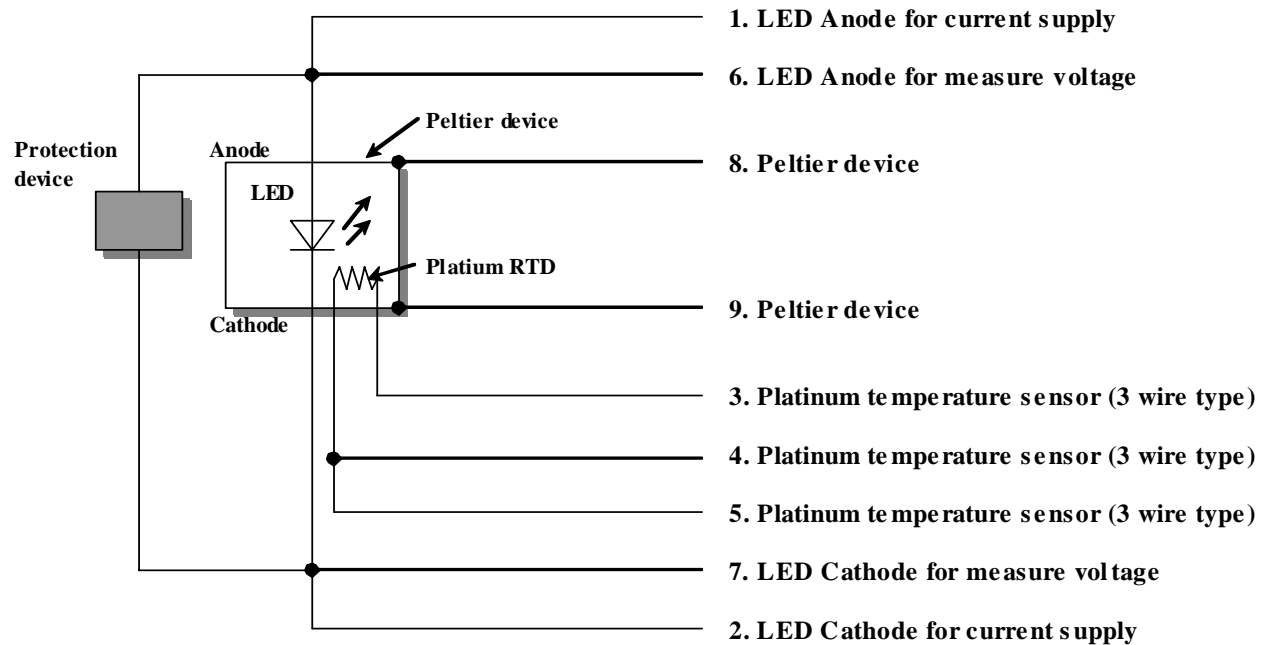 1. LED Anode for current supply
6. LED Anode for measure voltage
Peltier device
Protection
device
Anode
8. Peltier device
LED
Platium RTD
9. Peltier device
Cathode
3. Platinum temperature sensor (3 wire type)
4. Platinum temperature sensor (3 wire type)
5. Platinum temperature sensor (3 wire type)
7. LED Cathode for measure voltage
2. LED Cathode for current supply